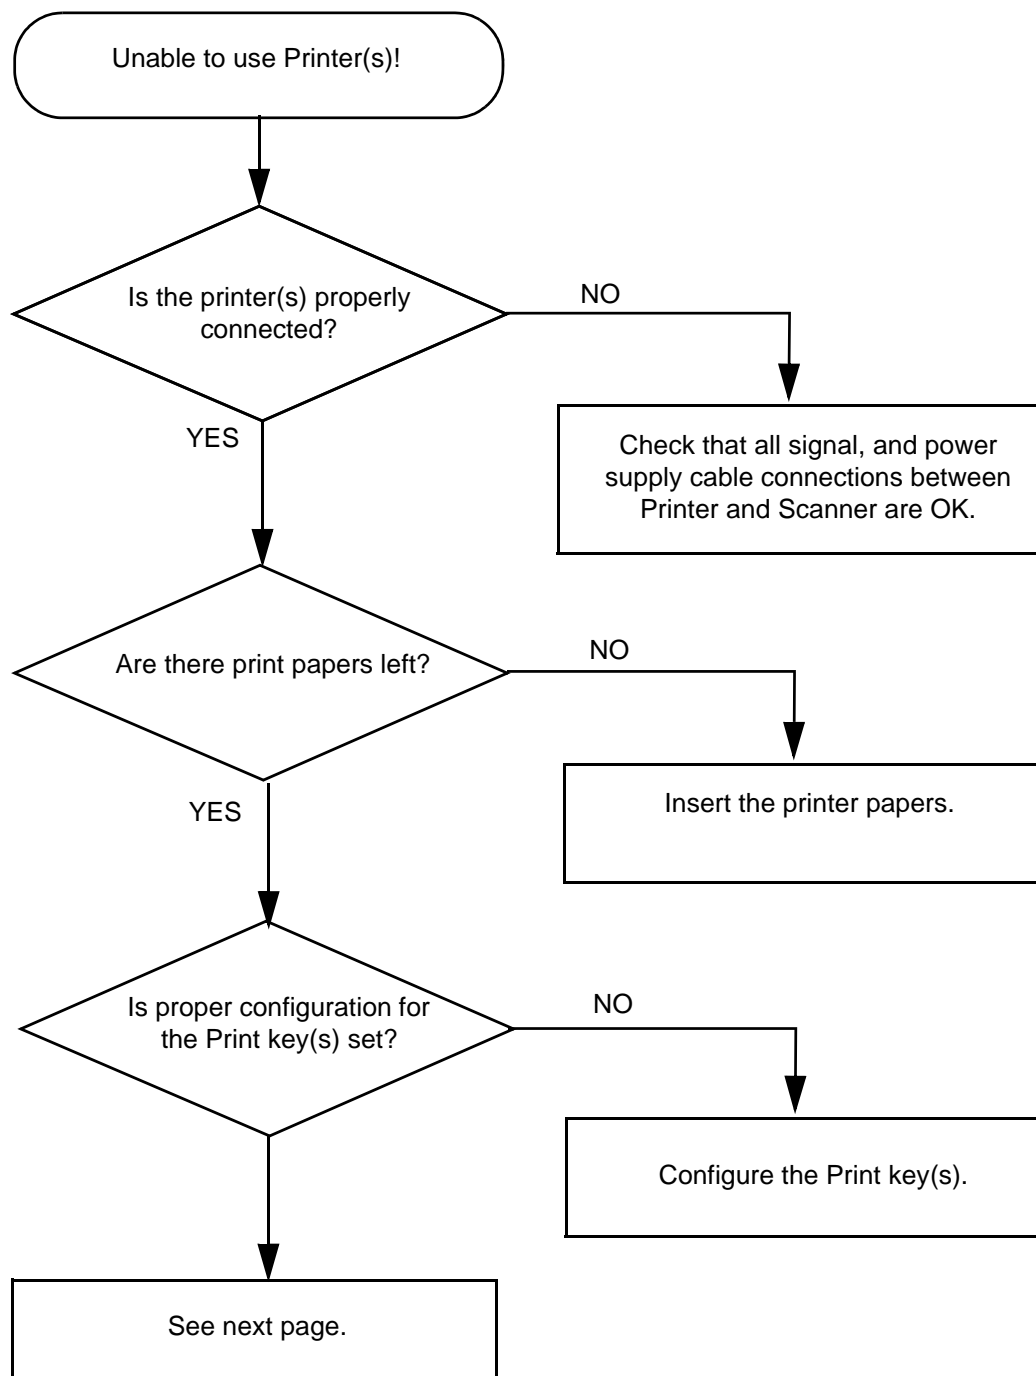 Unable to use Printer(s)!
Is the printer(s) properly
connected?
NO
Check that all signal, and power
supply cable connections between
Printer and Scanner are OK.
YES
Are there print papers left?
NO
Insert the printer papers.
YES
Is proper configuration for
the Print key(s) set?
NO
Configure the Print key(s).
See next page.